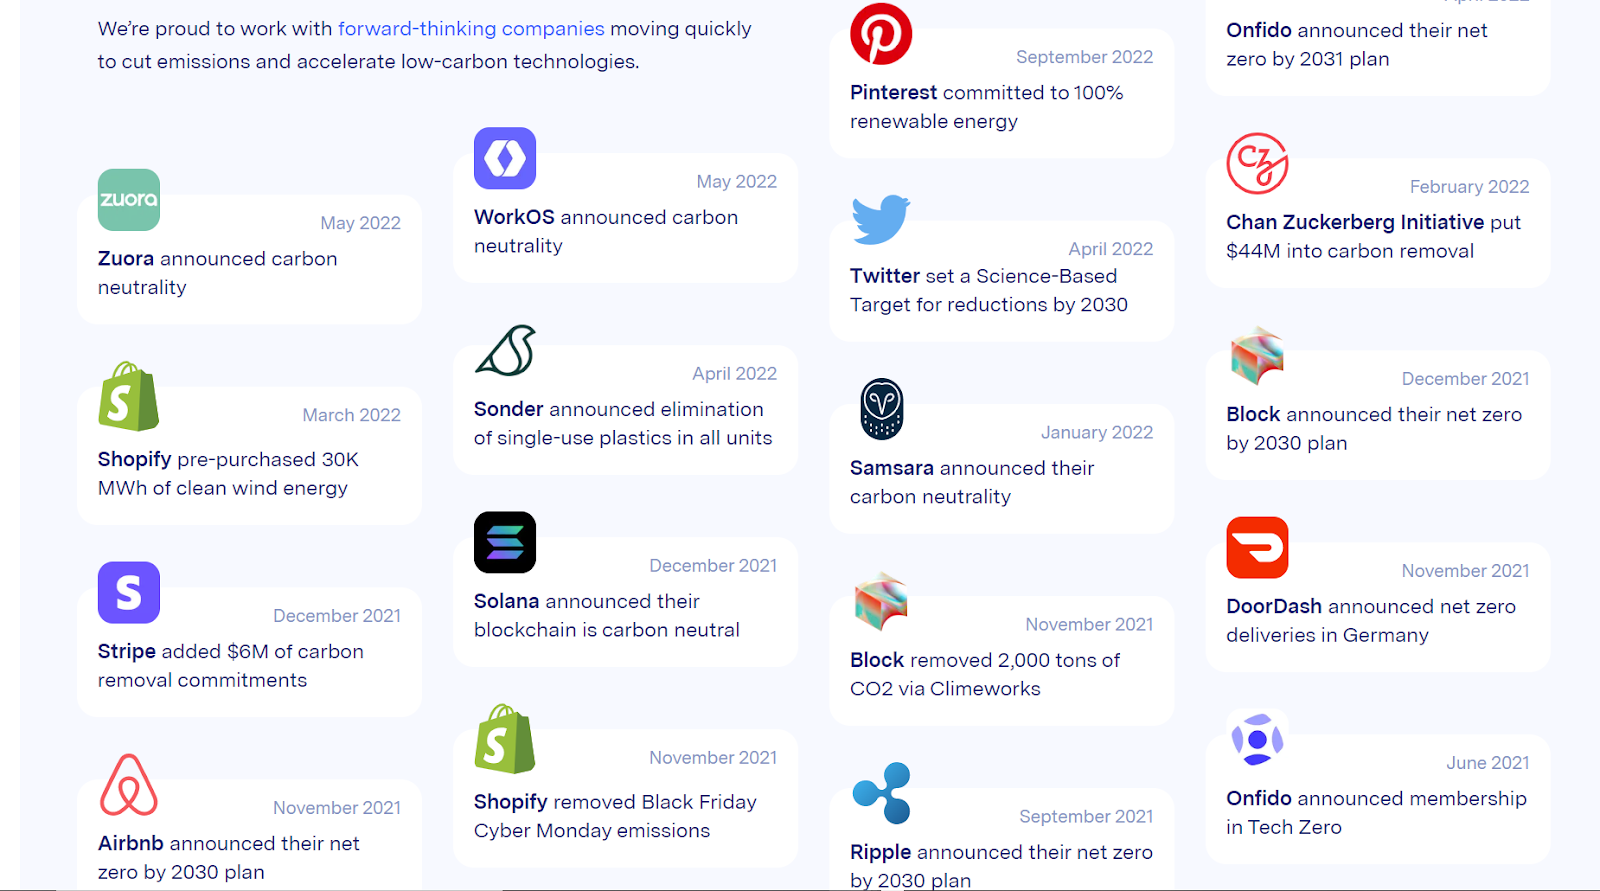 We’re proud to work with forward-thinking companies moving quickly
to cut emissions and accelerate low-carbon technologies.
zuora
May 2022
Zuora announced carbon
neutrality
March 2022
Shopify pre-purchased 30K
MWh of clean wind energy
December 2021
Stripe added $6M of carbon
removal commitments
November 2021
Airbnb announced their net
zero by 2030 plan
May 2022
WorkOS announced carbon
neutrality
April 2022
Sonder announced elimination
of single-use plastics in all units
December 2021
Solana announced their
blockchain is carbon neutral
November 2021
Shopify removed Black Friday
Cyber Monday emissions
September 2022
Pinterest committed to 100%
renewable energy
April 2022
Twitter set a Science-Based
Target for reductions by 2030
January 2022
Samsara announced their
carbon neutrality
November 2021
Block removed 2,000 tons of
CO2 via Climeworks
September 2021
Ripple announced their net zero
by 2030 plan
Onfido announced their net
zero by 2031 plan
CZI
February 2022
Chan Zuckerberg Initiative put
$44M into carbon removal
December 2021
Block announced their net zero
by 2030 plan
November 2021
DoorDash announced net zero
deliveries in Germany
June 2021
Onfido announced membership
in Tech Zero